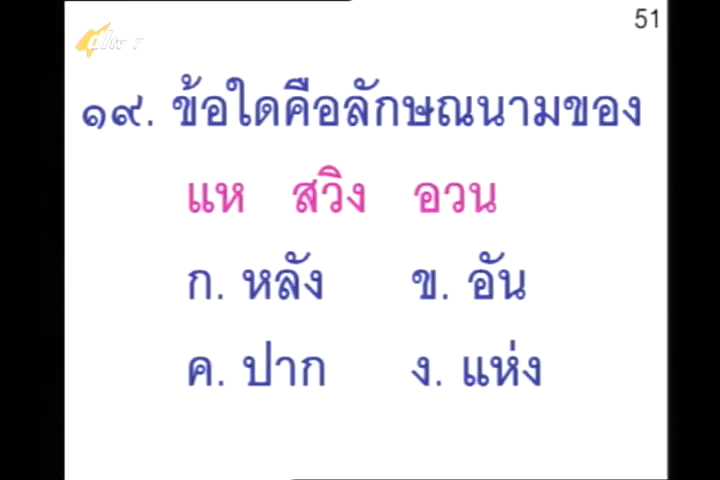 51
dltv 7
๑๙. ข้อใดคือลักษณนามของ
แห สวิง อวน
ก. หลัง ข. อัน
ค. ปาก ง. แห่ง